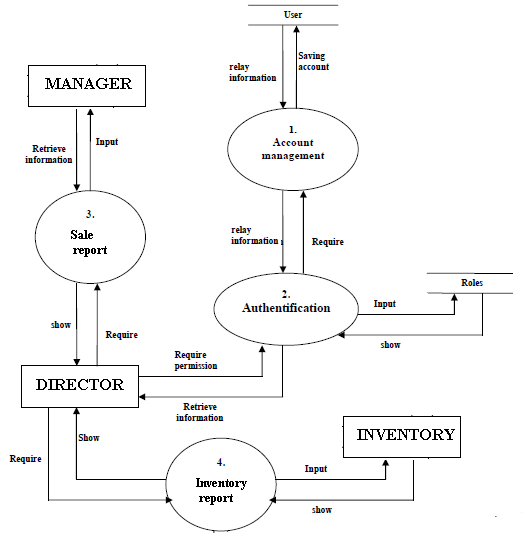 User
Saving
account
relay
information
MANAGER
1.
Account
management
Retrieve
information
Input
3.
Sale
report
relay
information
Require
2.
Authentification
Roles
Input
show
show
Require
Require
permission
DIRECTOR
Retrieve
information
INVENTORY
Show
Require
4.
Inventory
report
Input
show